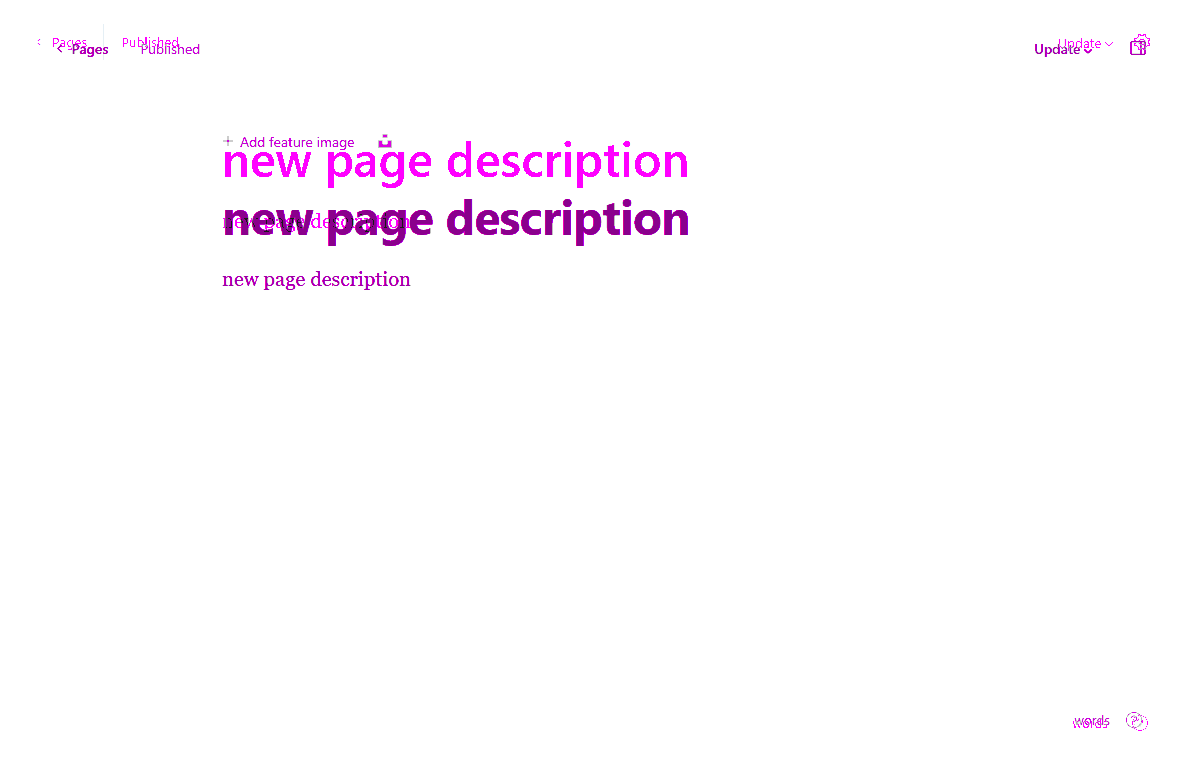 Pages Published Update
Pages Published Update
Add feature image
new page description
new page description
new page description
new page description
words
words